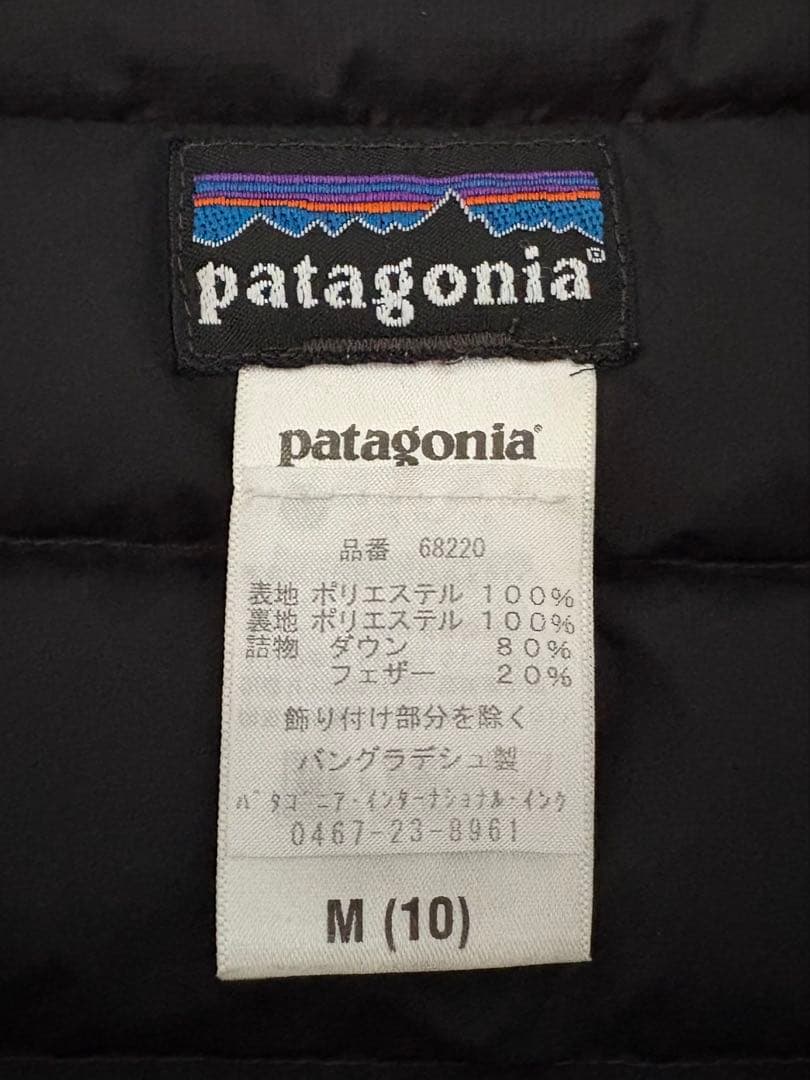 patagonia®
patagonia®
品番 68220
表地 ポリエステル 100%
裏地 ポリエステル 100%
詰物 ダウン 80%
フェザー 20%
飾り付け部分を除く
バングラデシュ製
ﾊﾟﾀｺﾞﾆｱ・ｲﾝﾀｰﾅｼｮﾅﾙ・ｲﾝｸ
0467-23-8961
M (10)